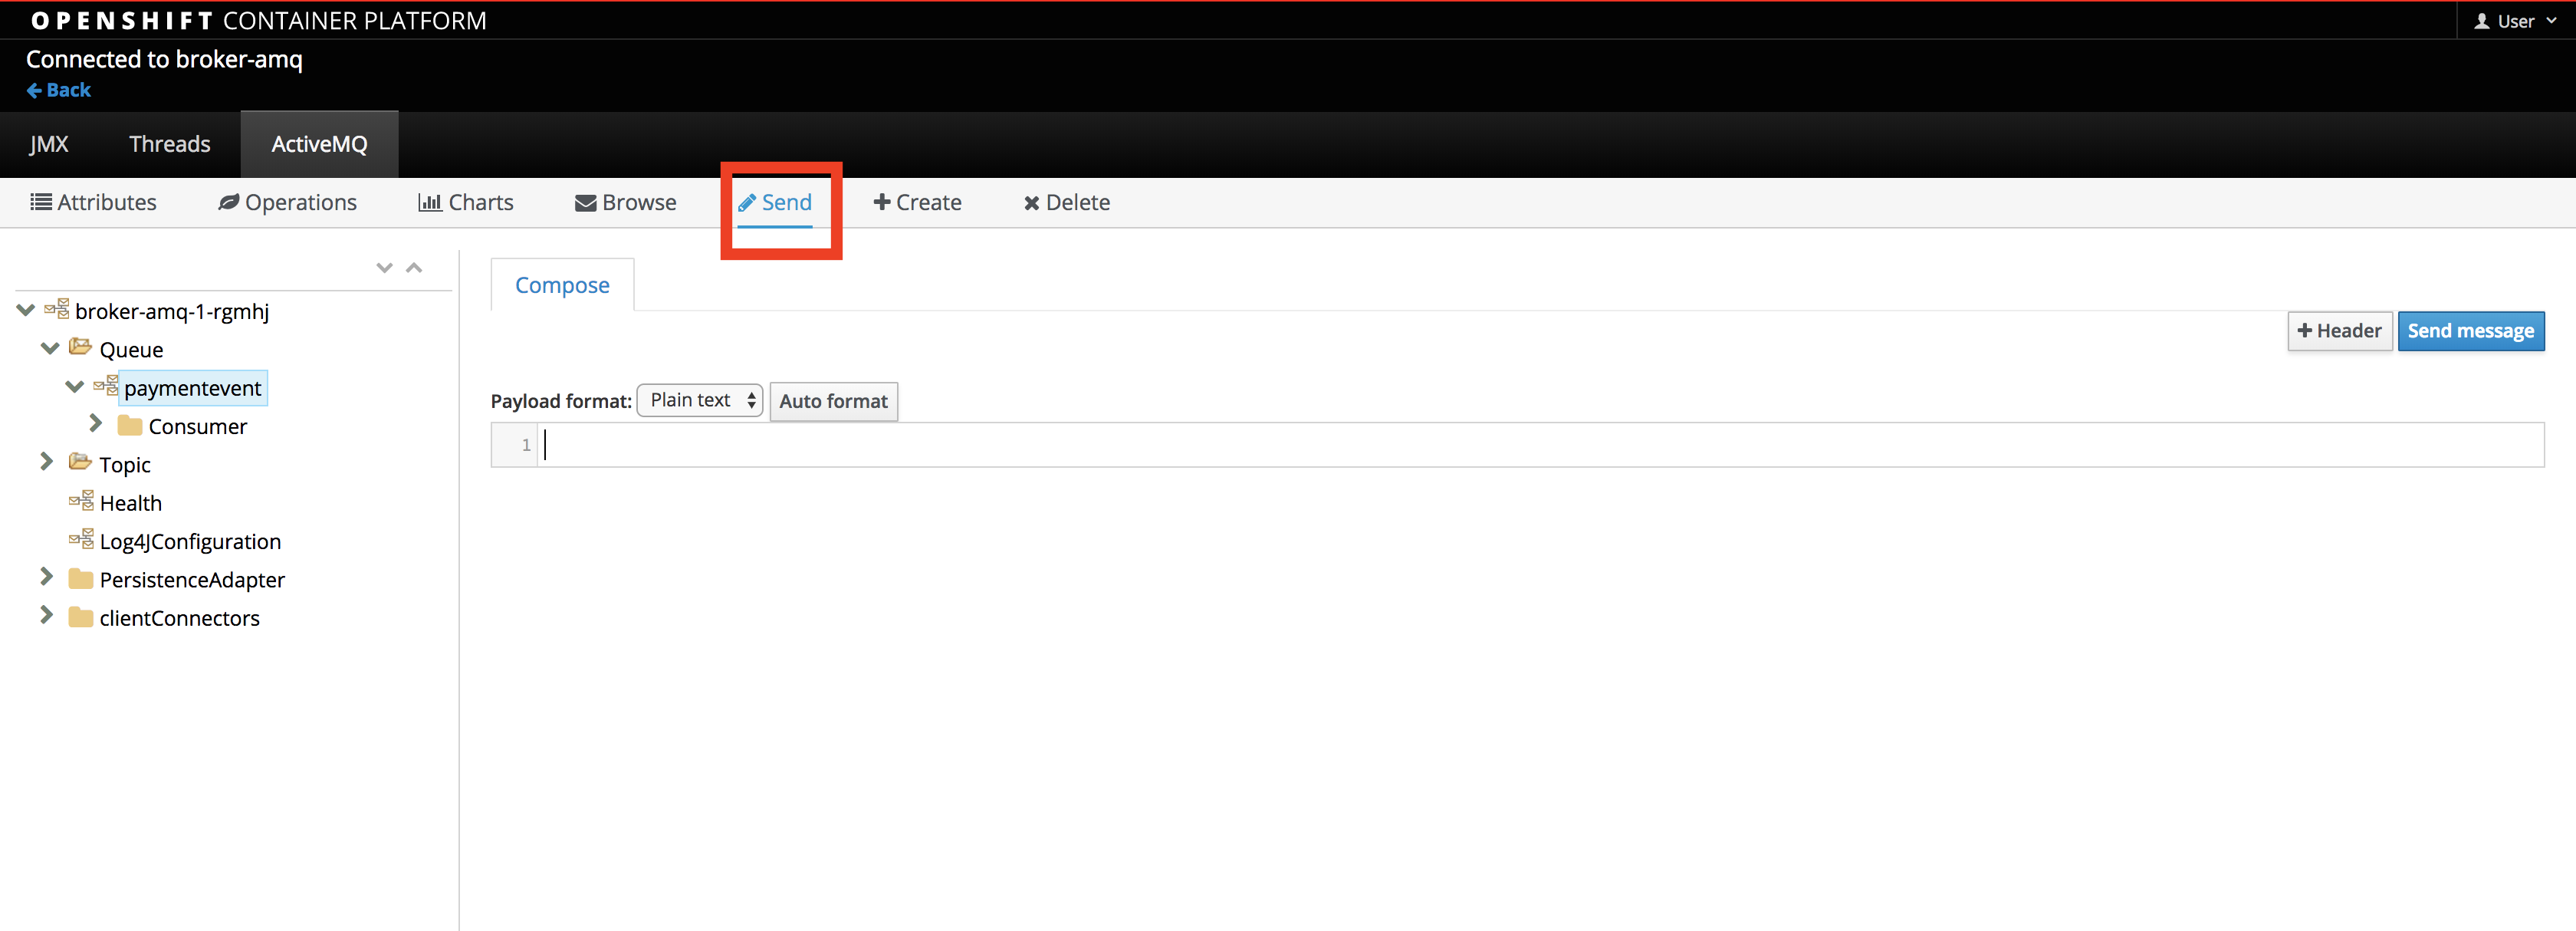 OPENSHIFT CONTAINER PLATFORM
User
Connected to broker-amq
Back
JMX Threads ActiveMQ
Attributes Operations Charts Browse Send Create Delete
Compose
Header Send message
Payload format: Plain text Auto format
1
broker-amq-1-rgmhj
Queue
paymentevent
Consumer
Topic
Health
Log4JConfiguration
PersistenceAdapter
clientConnectors